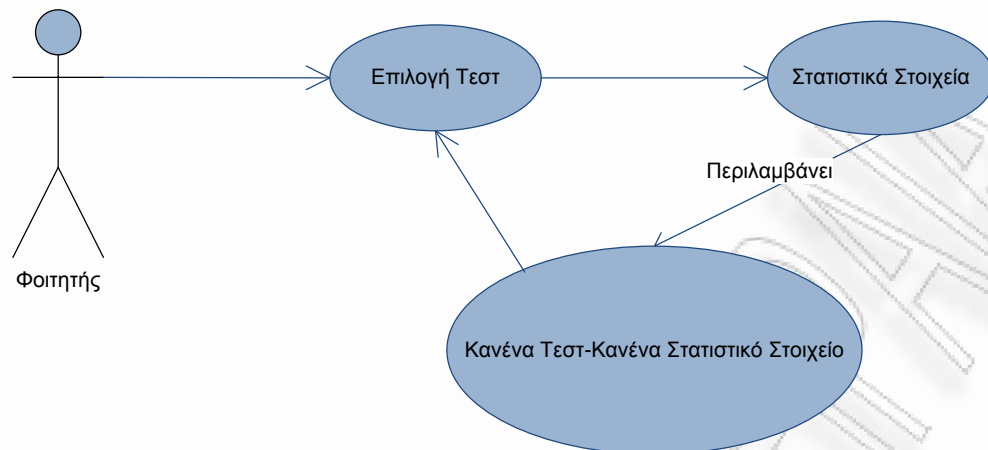 Επιλογή Τεστ
Στατιστικά Στοιχεία
Περιλαμβάνει
Φοιτητής
Κανένα Τεστ-Κανένα Στατιστικό Στοιχείο